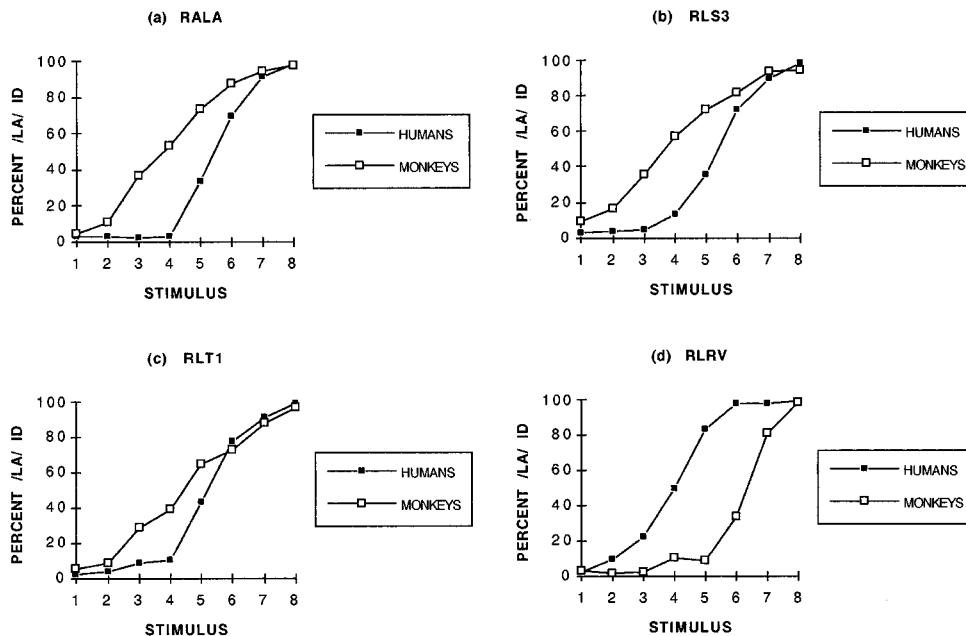 (a) RALA
PERCENT /LA/ ID
100
80
60
40
20
0
1 2 3 4 5 6 7 8
STIMULUS
HUMANS
MONKEYS
(b) RLS3
PERCENT /LA/ ID
100
80
60
40
20
0
1 2 3 4 5 6 7 8
STIMULUS
HUMANS
MONKEYS
(c) RLT1
PERCENT /LA/ ID
100
80
60
40
20
0
1 2 3 4 5 6 7 8
STIMULUS
HUMANS
MONKEYS
(d) RLRV
PERCENT /LA/ ID
100
80
60
40
20
0
1 2 3 4 5 6 7 8
STIMULUS
HUMANS
MONKEYS